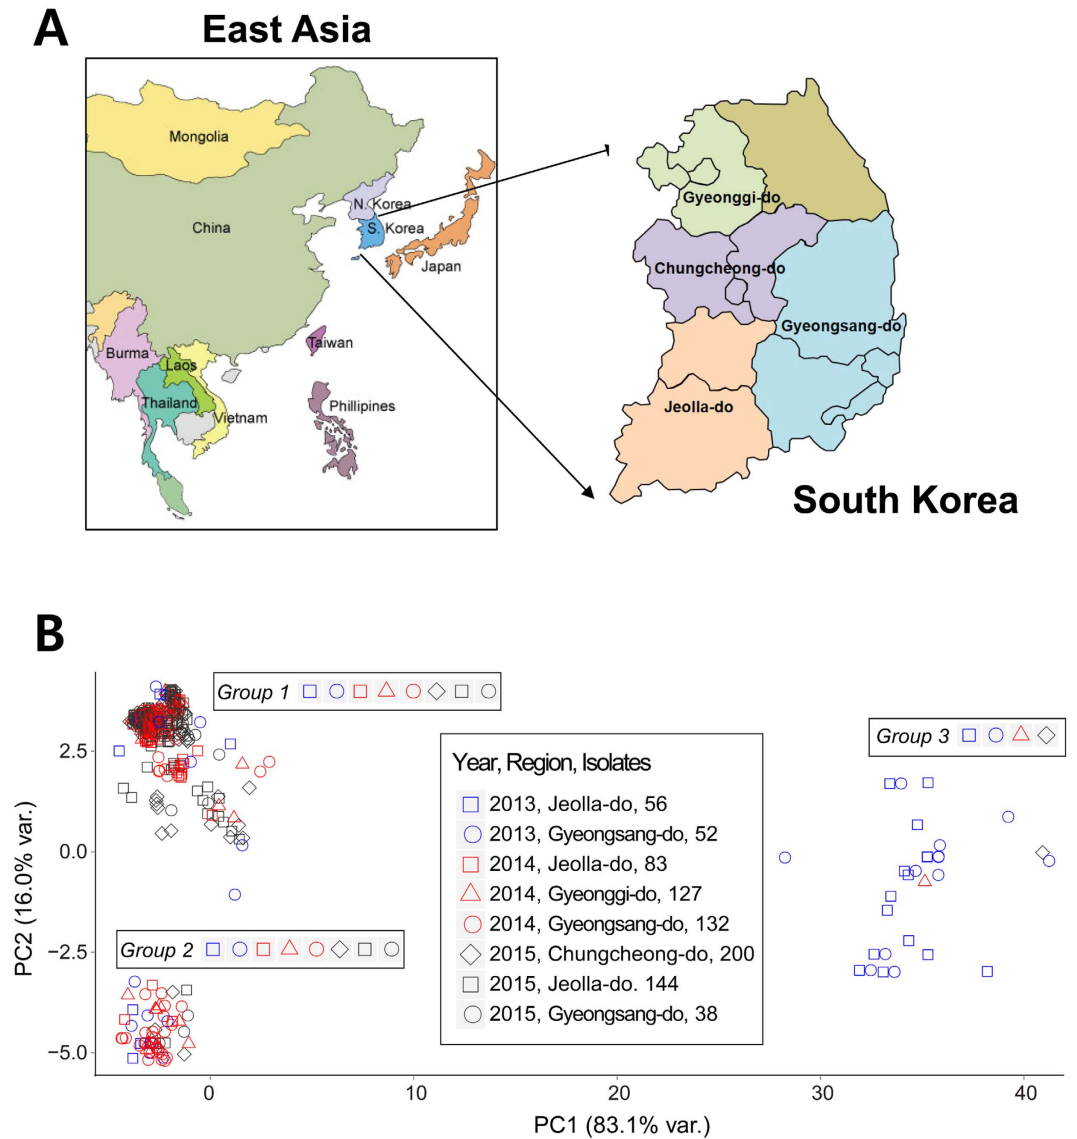 A
East Asia
Mongolia
N. Korea
China
S. Korea
Japan
Taiwan
Burma
Laos
Thailand
Vietnam
Phillipines
Gyeonggi-do
Chungcheong-do
Gyeongsang-do
Jeolla-do
South Korea
B
Group 1
Group 3
Year, Region, Isolates
2013, Jeolla-do, 56
2013, Gyeongsang-do, 52
2014, Jeolla-do, 83
2014, Gyeonggi-do, 127
2014, Gyeongsang-do, 132
2015, Chungcheong-do, 200
2015, Jeolla-do. 144
2015, Gyeongsang-do, 38
Group 2
PC2 (16.0% var.)
2.5
0.0
−2.5
−5.0
0 10 20 30 40
PC1 (83.1% var.)